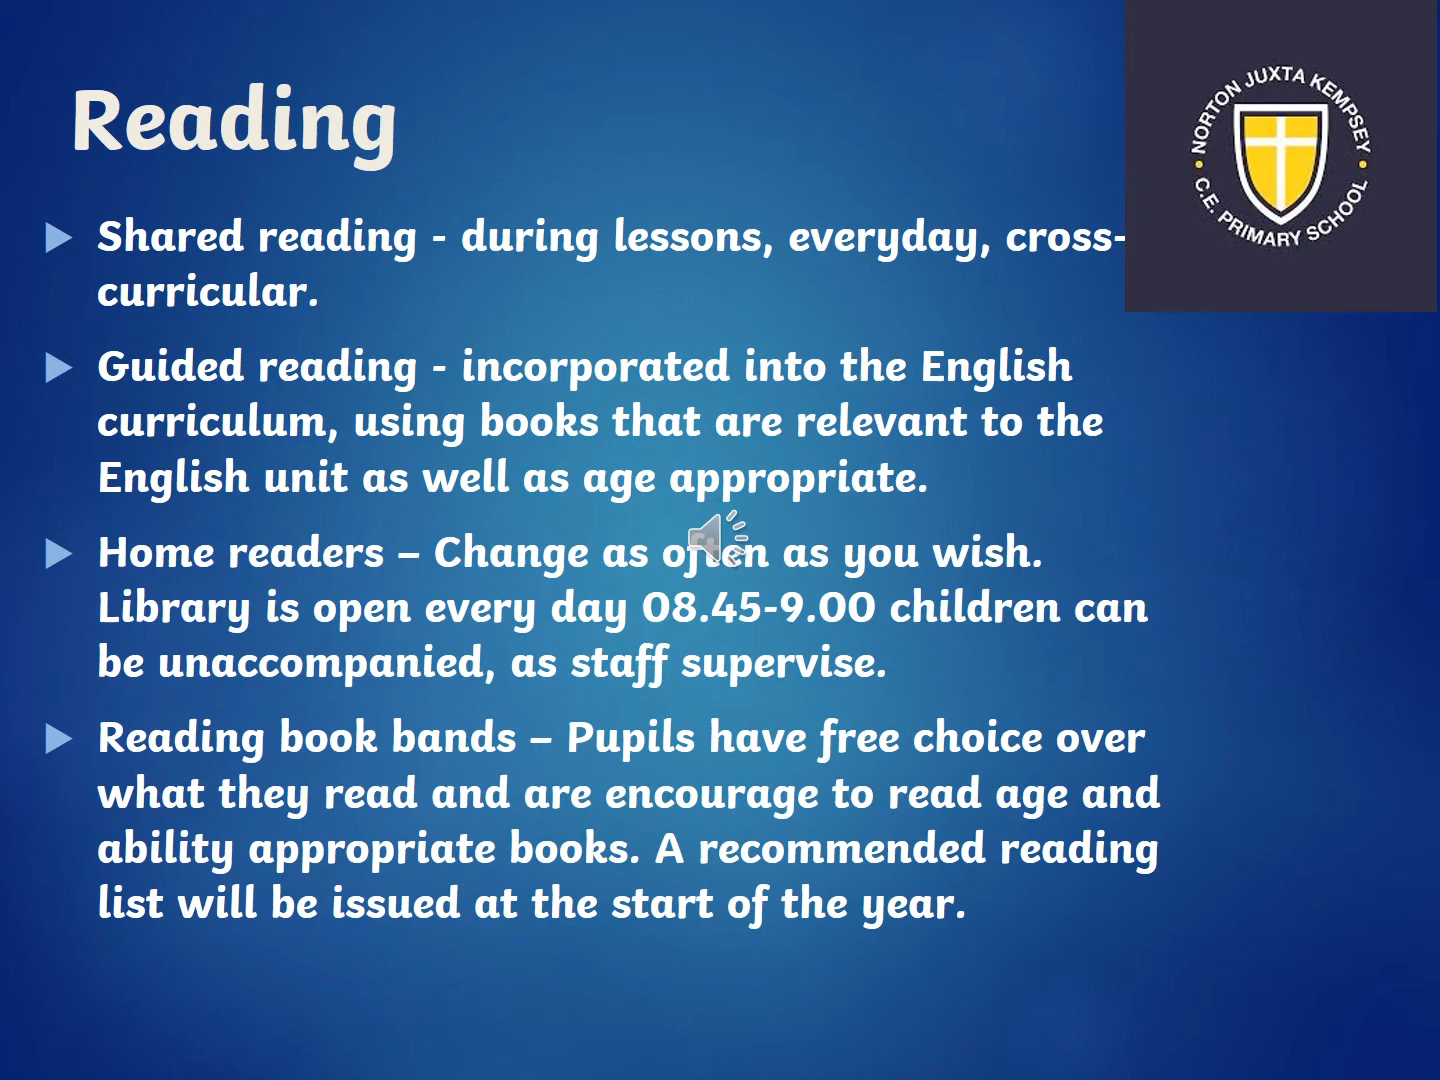 Reading
NORTON JUXTA KEMPSEY
C.E. PRIMARY SCHOOL
Shared reading - during lessons, everyday, cross-
curricular.
Guided reading - incorporated into the English
curriculum, using books that are relevant to the
English unit as well as age appropriate.
Home readers – Change as often as you wish.
Library is open every day 08.45-9.00 children can
be unaccompanied, as staff supervise.
Reading book bands – Pupils have free choice over
what they read and are encourage to read age and
ability appropriate books. A recommended reading
list will be issued at the start of the year.